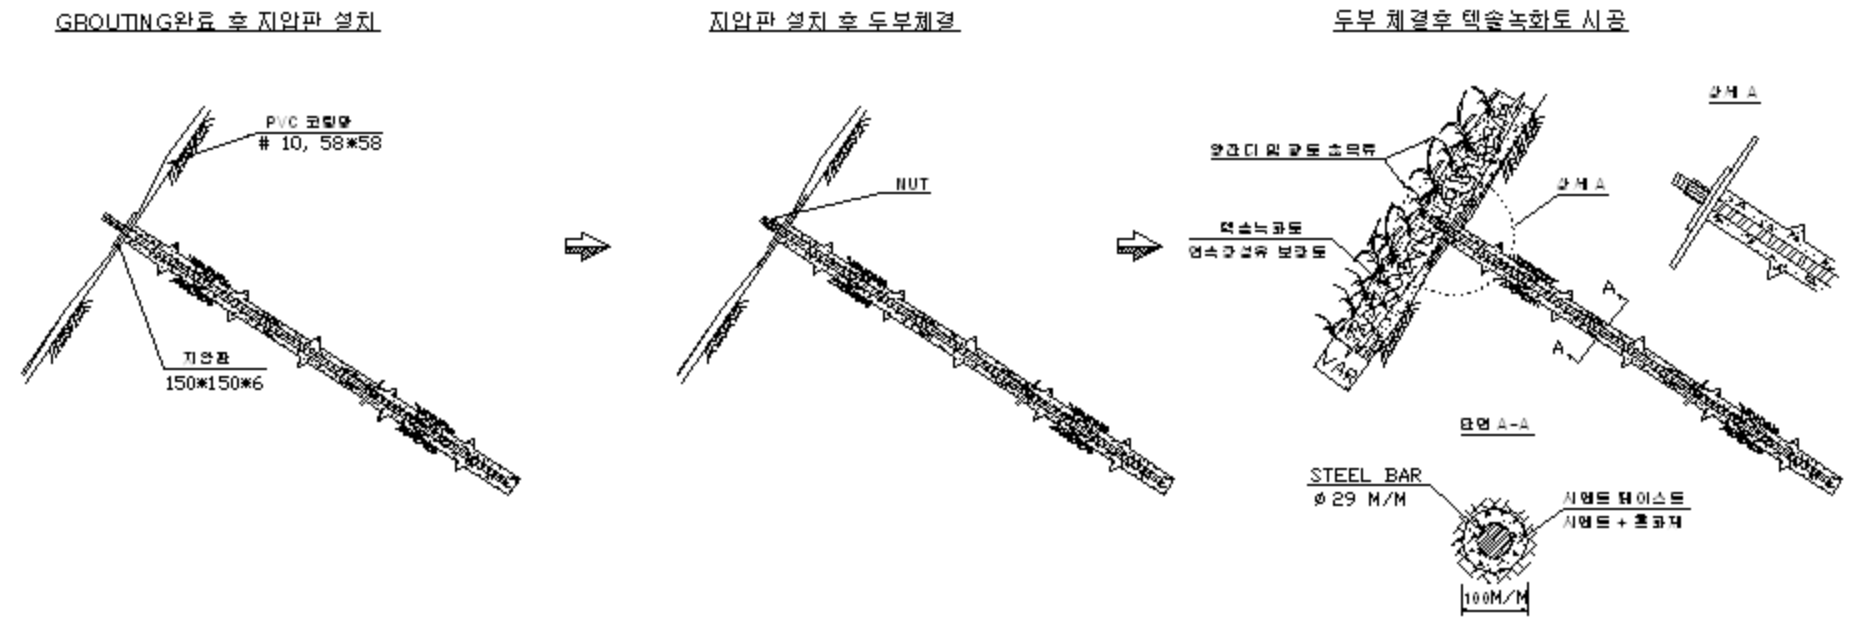 GROUTING완료 후 지압판 설치
지압판 설치 후 두부체결
두부 체결후 텍솔녹화토 시공
PVC 코팅망
# 10, 58*58
지압판
150*150*6
NUT
상세 A
양잔디 및 향토 초목류
상세 A
텍솔녹화토
연속장섬유 보강토
A
A
VAR
단면 A-A
STEEL BAR
ϕ29 M/M
시멘트 페이스트
시멘트 + 혼화제
100M/M